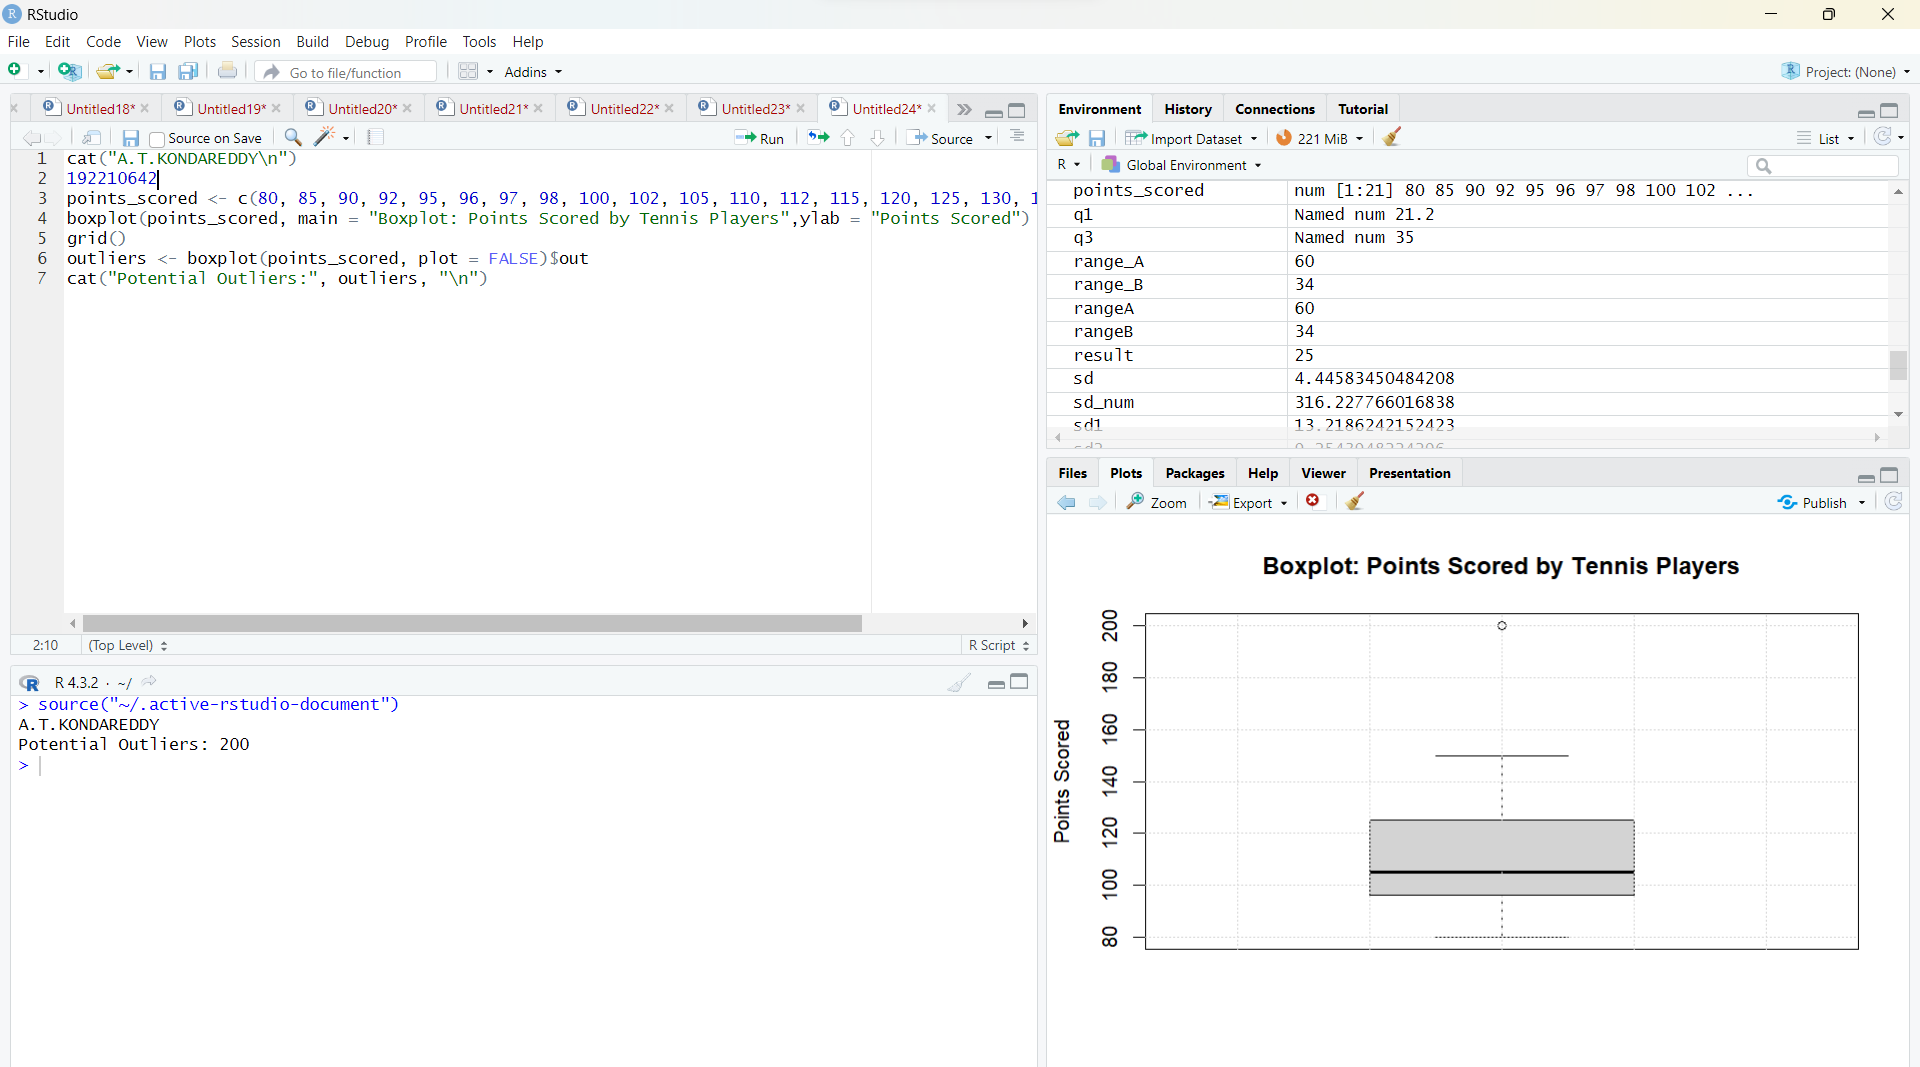 RStudio
File Edit Code View Plots Session Build Debug Profile Tools Help
Go to file/function Addins Project: (None)
Untitled18* Untitled19* Untitled20* Untitled21* Untitled22* Untitled23* Untitled24*
Source on Save Run Source
1 cat("A.T.KONDAREDDY\n")
2 192210642
3 points_scored <- c(80, 85, 90, 92, 95, 96, 97, 98, 100, 102, 105, 110, 112, 115, 120, 125, 130, 1
4 boxplot(points_scored, main = "Boxplot: Points Scored by Tennis Players",ylab = "Points Scored")
5 grid()
6 outliers <- boxplot(points_scored, plot = FALSE)$out
7 cat("Potential Outliers:", outliers, "\n")
2:10 (Top Level) R Script
R 4.3.2 · ~/
> source("~/.active-rstudio-document")
A.T.KONDAREDDY
Potential Outliers: 200
>
Environment History Connections Tutorial
Import Dataset 221 MiB List
R Global Environment
points_scored num [1:21] 80 85 90 92 95 96 97 98 100 102 ...
q1 Named num 21.2
q3 Named num 35
range_A 60
range_B 34
rangeA 60
rangeB 34
result 25
sd 4.44583450484208
sd_num 316.227766016838
sd1 13.2186242152423
Files Plots Packages Help Viewer Presentation
Zoom Export Publish
Boxplot: Points Scored by Tennis Players
Points Scored
200
180
160
140
120
100
80